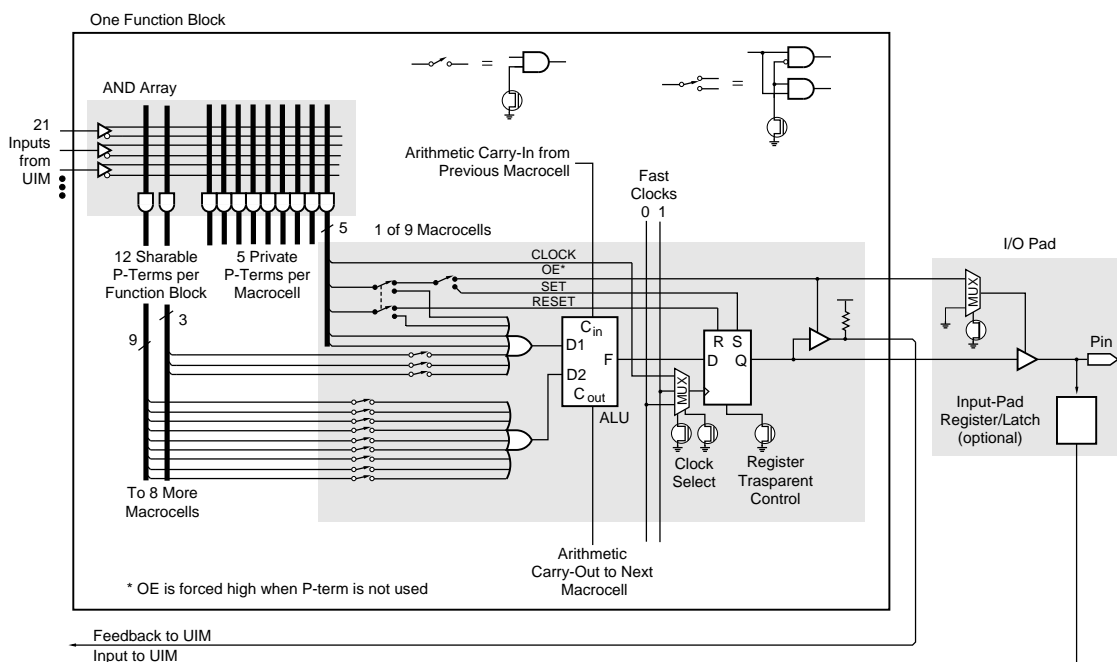 One Function Block
AND Array
21
Inputs
from
UIM
Arithmetic Carry-In from
Previous Macrocell
Fast
Clocks
0 1
5
1 of 9 Macrocells
12 Sharable
P-Terms per
Function Block
5 Private
P-Terms per
Macrocell
9
3
CLOCK
OE*
SET
RESET
Cin
D1
D2
Cout
F
ALU
R S
D Q
MUX
Clock
Select
Register
Trasparent
Control
I/O Pad
MUX
Pin
Input-Pad
Register/Latch
(optional)
To 8 More
Macrocells
Arithmetic
Carry-Out to Next
Macrocell
* OE is forced high when P-term is not used
Feedback to UIM
Input to UIM